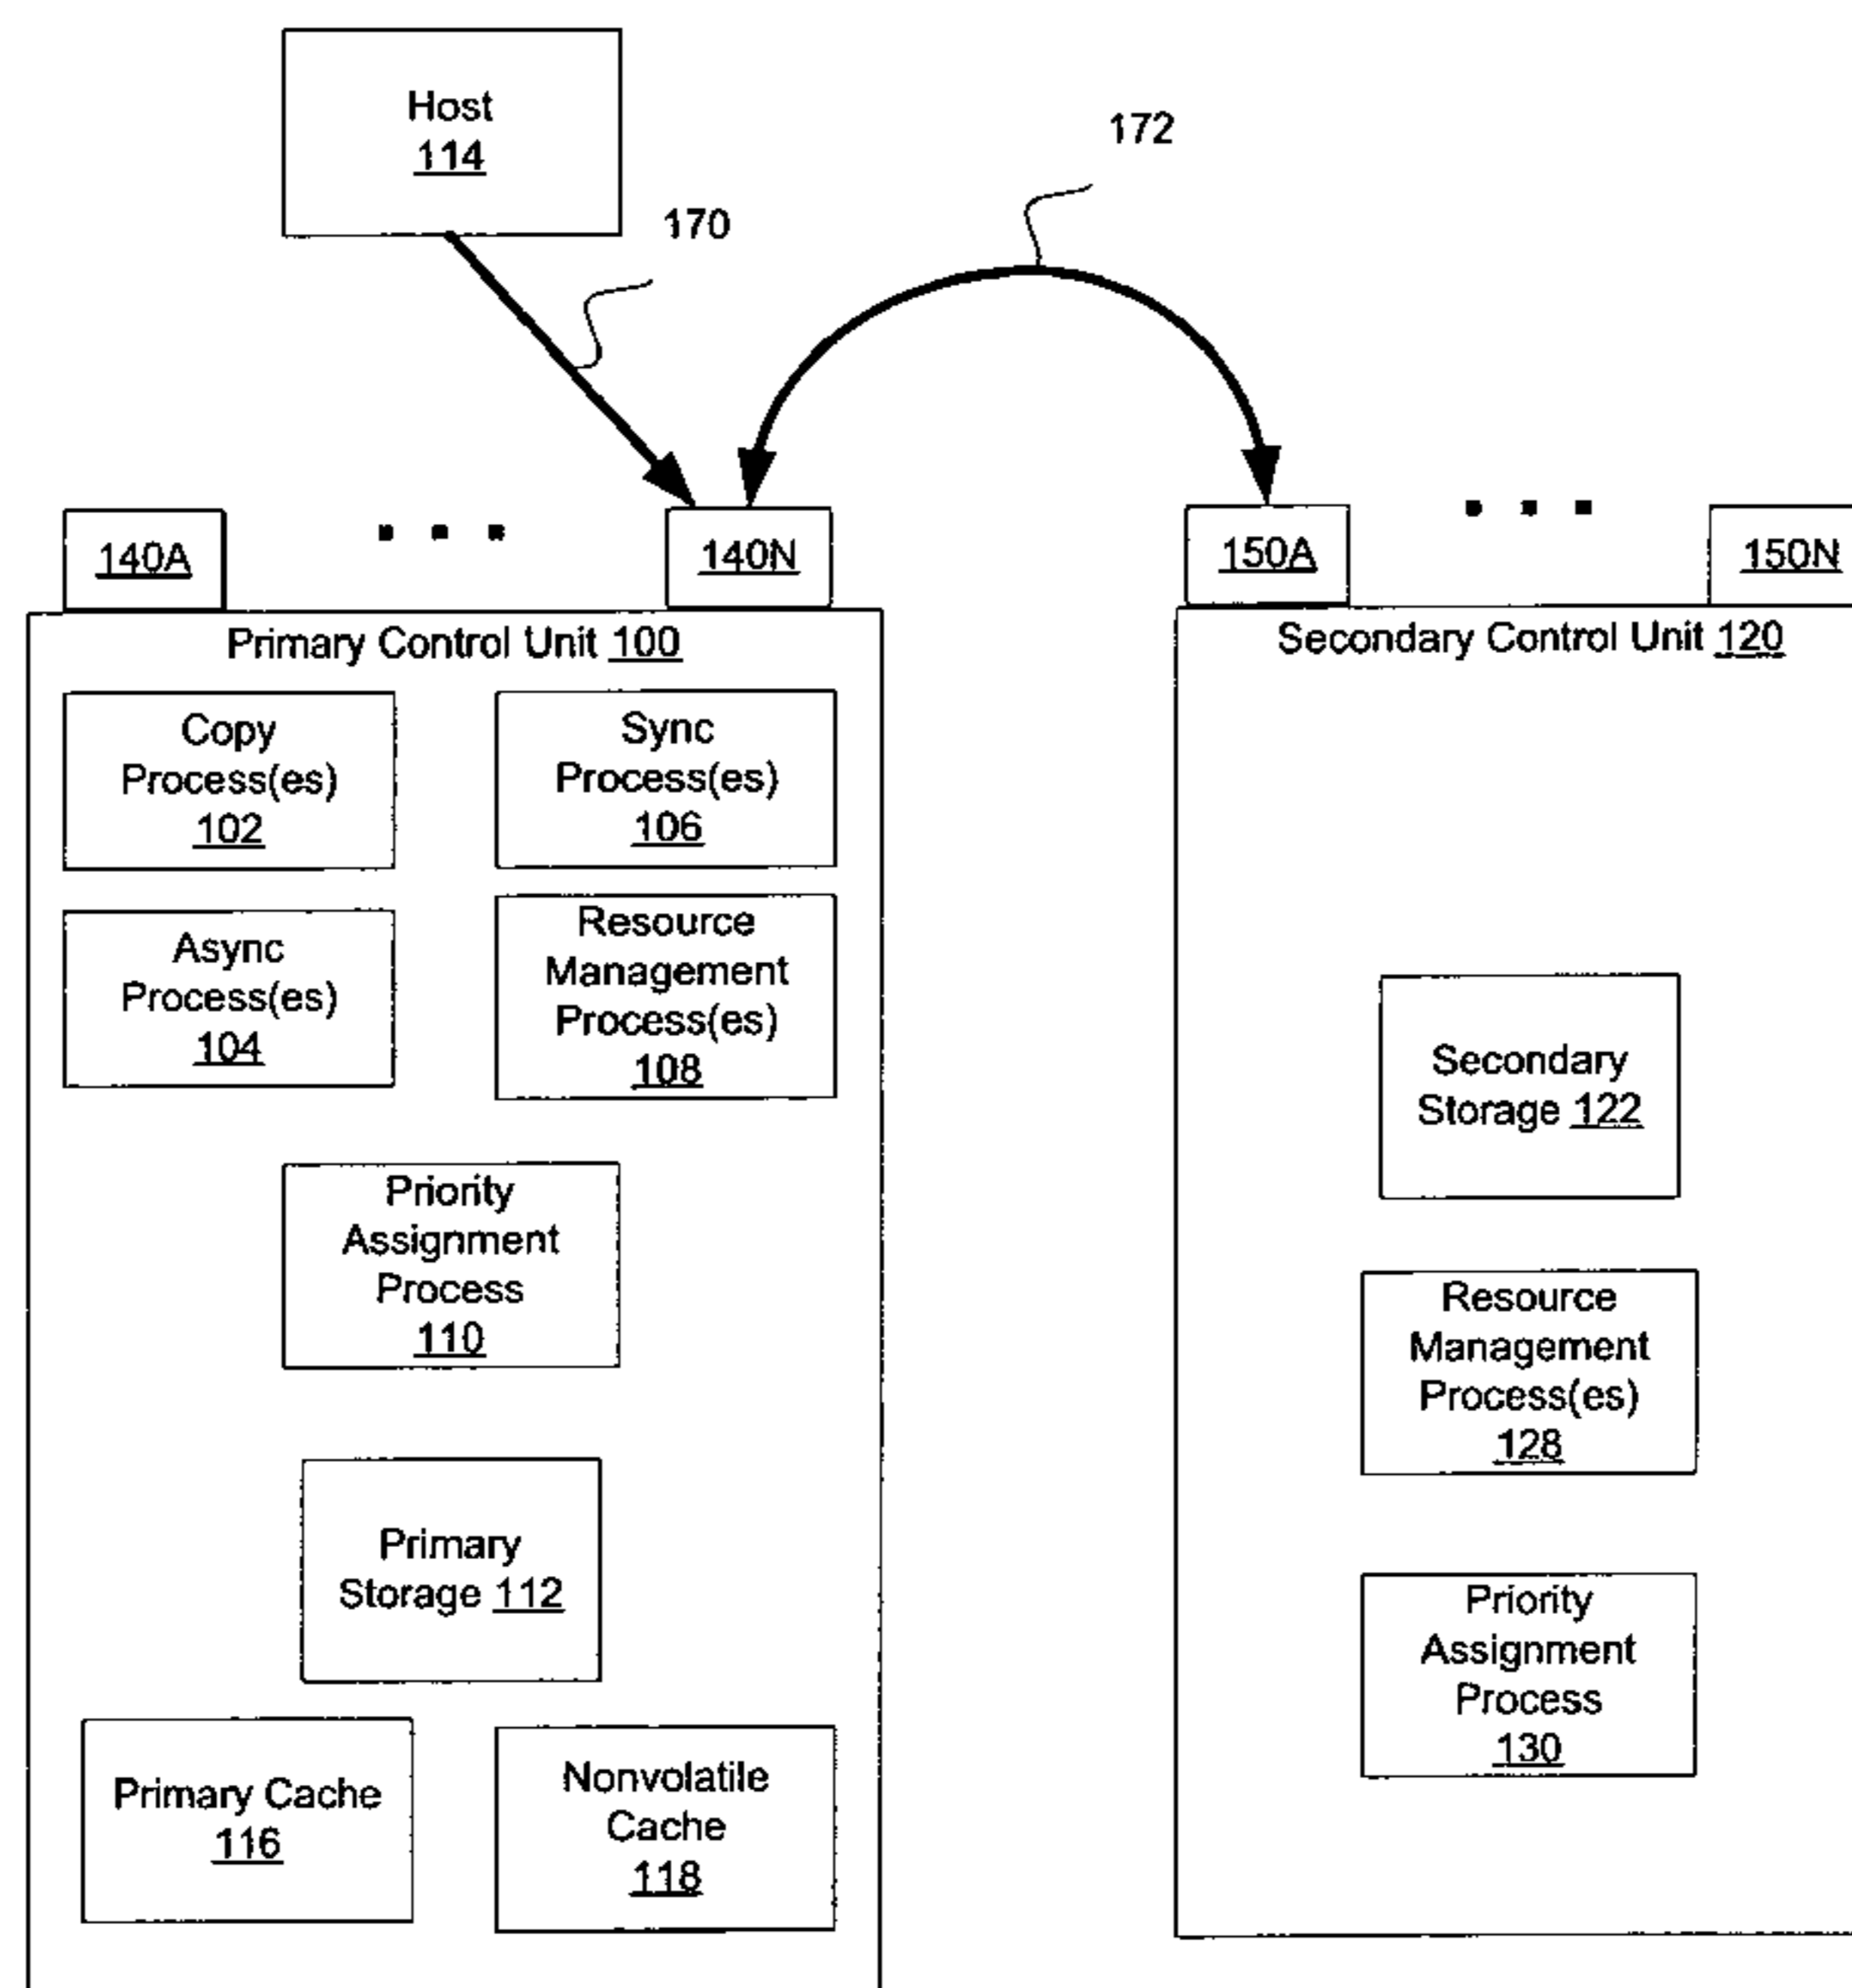 Host
114
170
172
140A
140N
150A
150N
Primary Control Unit 100
Copy
Process(es)
102
Sync
Process(es)
106
Async
Process(es)
104
Resource
Management
Process(es)
108
Priority
Assignment
Process
110
Primary
Storage 112
Primary Cache
116
Nonvolatile
Cache
118
Secondary Control Unit 120
Secondary
Storage 122
Resource
Management
Process(es)
128
Priority
Assignment
Process
130